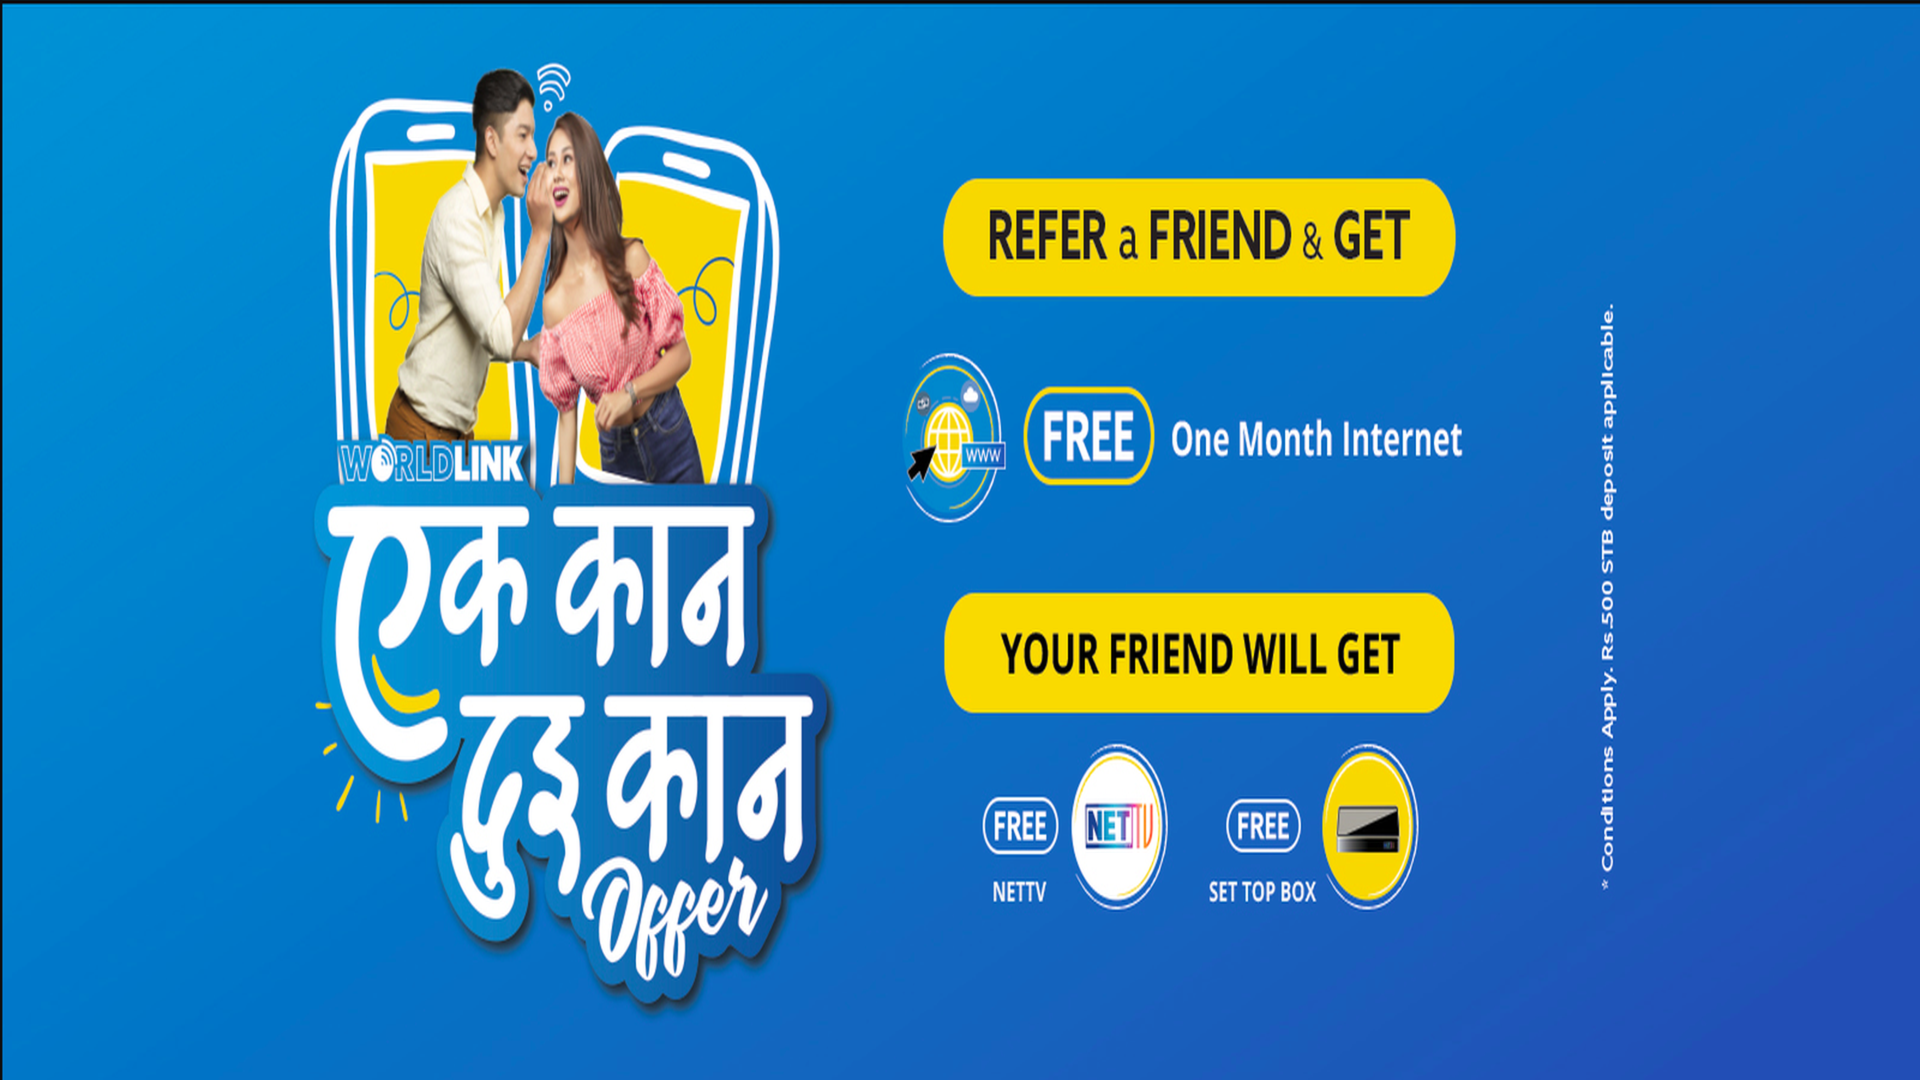 WORLDLINK
एक कान
दुइ कान
Offer
REFER a FRIEND & GET
WWW
FREE One Month Internet
YOUR FRIEND WILL GET
FREE
NETTV
NETTV
FREE
SET TOP BOX
* Conditions Apply. Rs.500 STB deposit applicable.